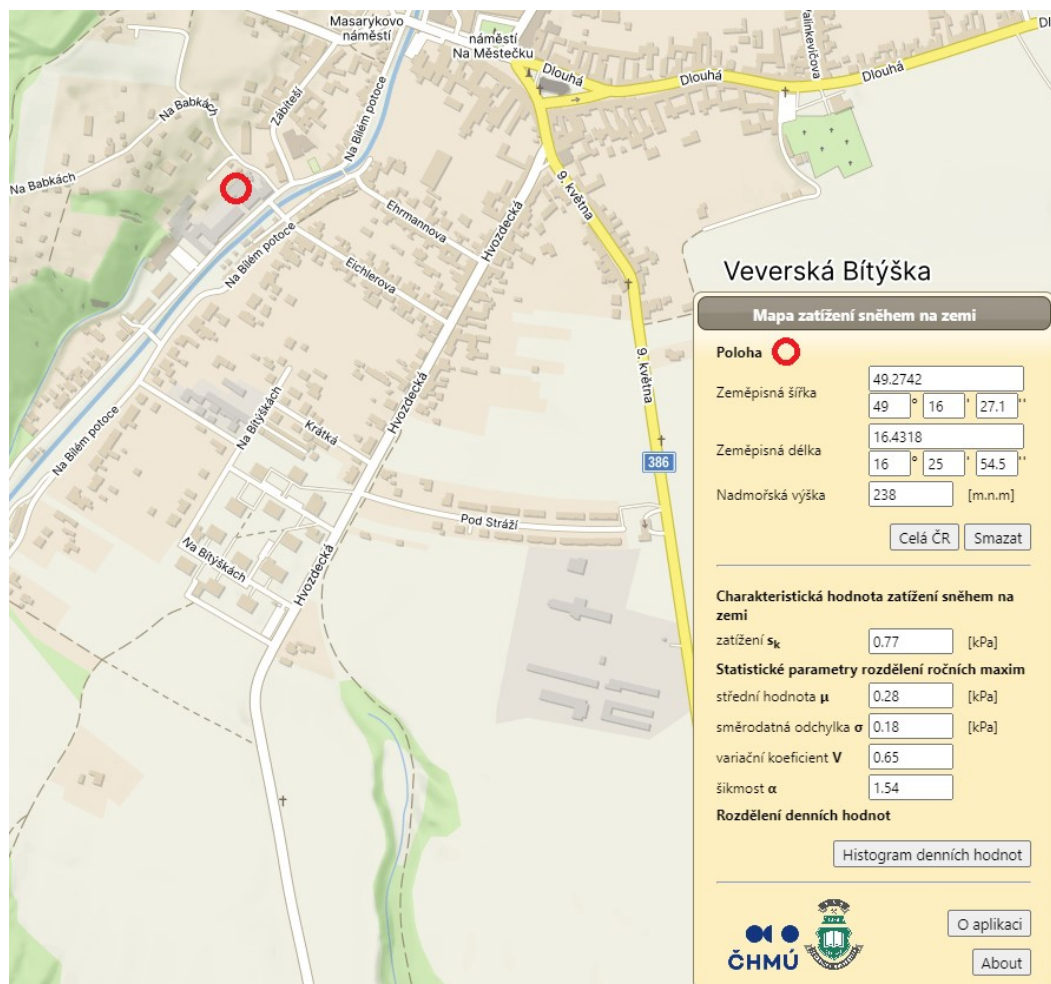 Masarykovo
náměstí
náměstí
Na Městečku
Dlouhá
Dlouhá
Dlouhá
alinkevičova
Dl
Na Babkách
Zábiteší
Na Bílém potoce
Na Babkách
9. května
Ehrmannova
Hvozdecká
Na Bílém potoce
Eichlerova
Veverská Bítýška
9. května
Hvozdecká
Na Bítýškách
Krátká
Na Bílém potoce
386
Pod Stráží
Na Bítýškách
Hvozdecká
Mapa zatížení sněhem na zemi
Poloha
Zeměpisná šířka 49.2742
49 ° 16 ' 27.1 ''
Zeměpisná délka 16.4318
16 ° 25 ' 54.5 ''
Nadmořská výška 238 [m.n.m]
Celá ČR Smazat
Charakteristická hodnota zatížení sněhem na
zemi
zatížení sk 0.77 [kPa]
Statistické parametry rozdělení ročních maxim
střední hodnota μ 0.28 [kPa]
směrodatná odchylka σ 0.18 [kPa]
variační koeficient V 0.65
šikmost α 1.54
Rozdělení denních hodnot
Histogram denních hodnot
ČHMÚ
O aplikaci
About